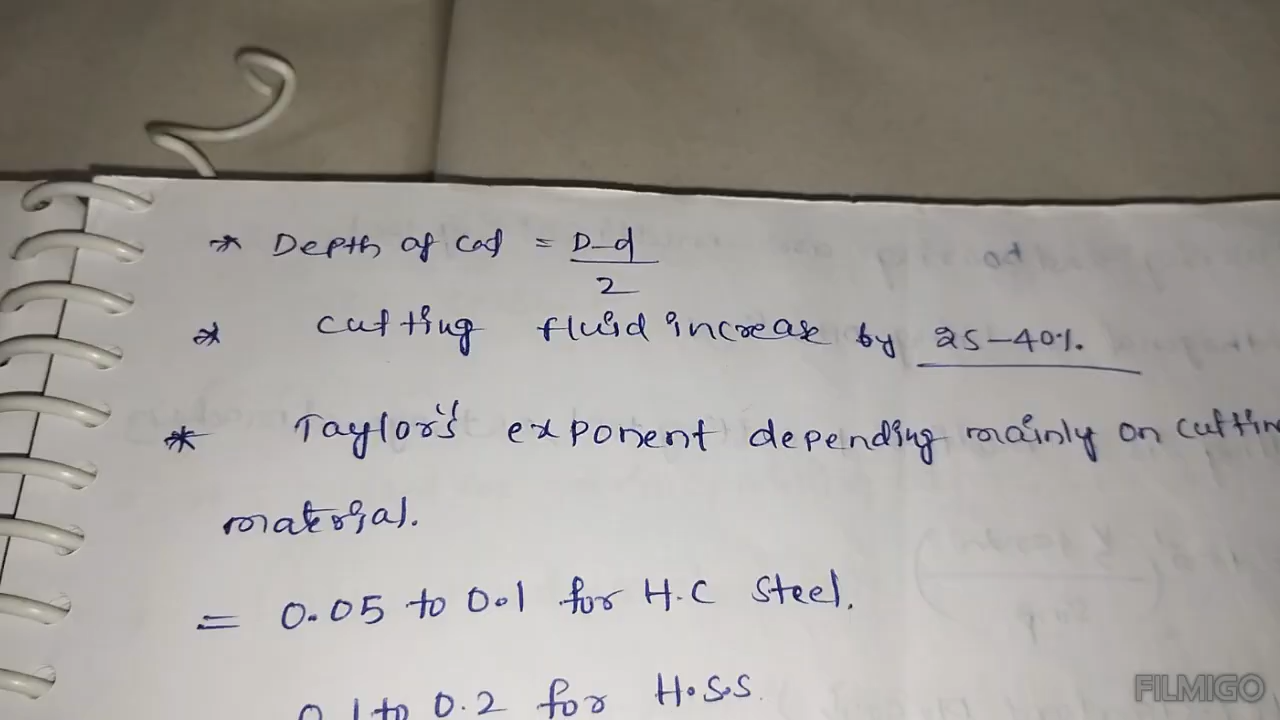 * Depth of Cut = D-d
2
* Cutting fluid increase by 25-40%.
* Taylor's exponent depending mainly on cuttin
material.
= 0.05 to 0.1 for H.C Steel.
0.1 to 0.2 for H.S.S.
FILMIGO